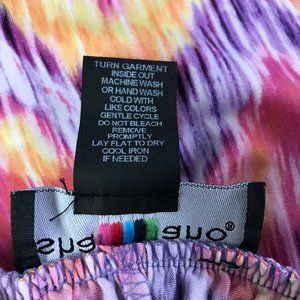 TURN GARMENT
INSIDE OUT
MACHINE WASH
OR HAND WASH
COLD WITH
LIKE COLORS
GENTLE CYCLE
DO NOT BLEACH
REMOVE
PROMPTLY
LAY FLAT TO DRY
COOL IRON
IF NEEDED